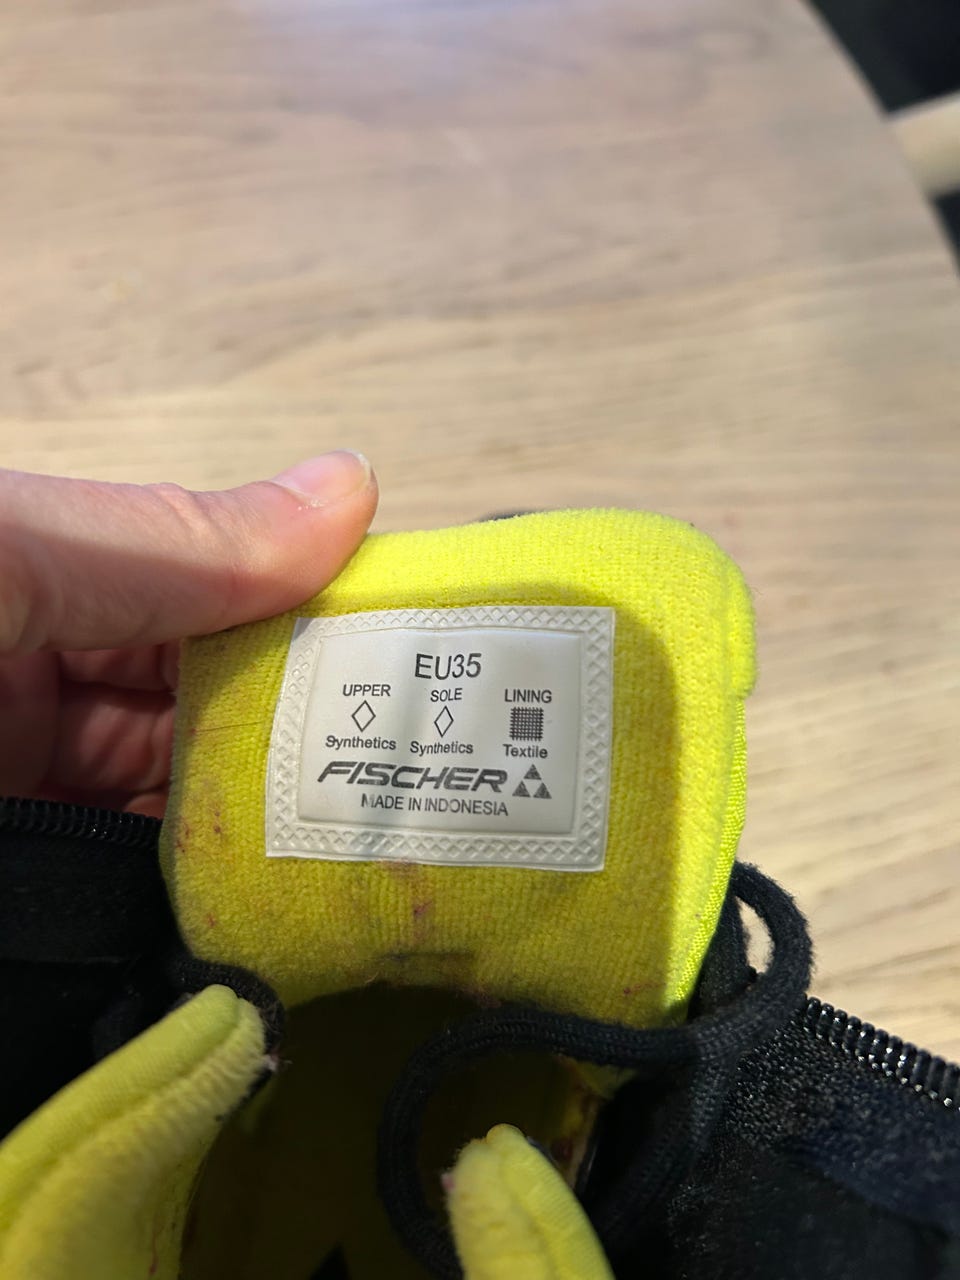 EU35
UPPER SOLE LINING
Synthetics Synthetics Textile
FISCHER
MADE IN INDONESIA